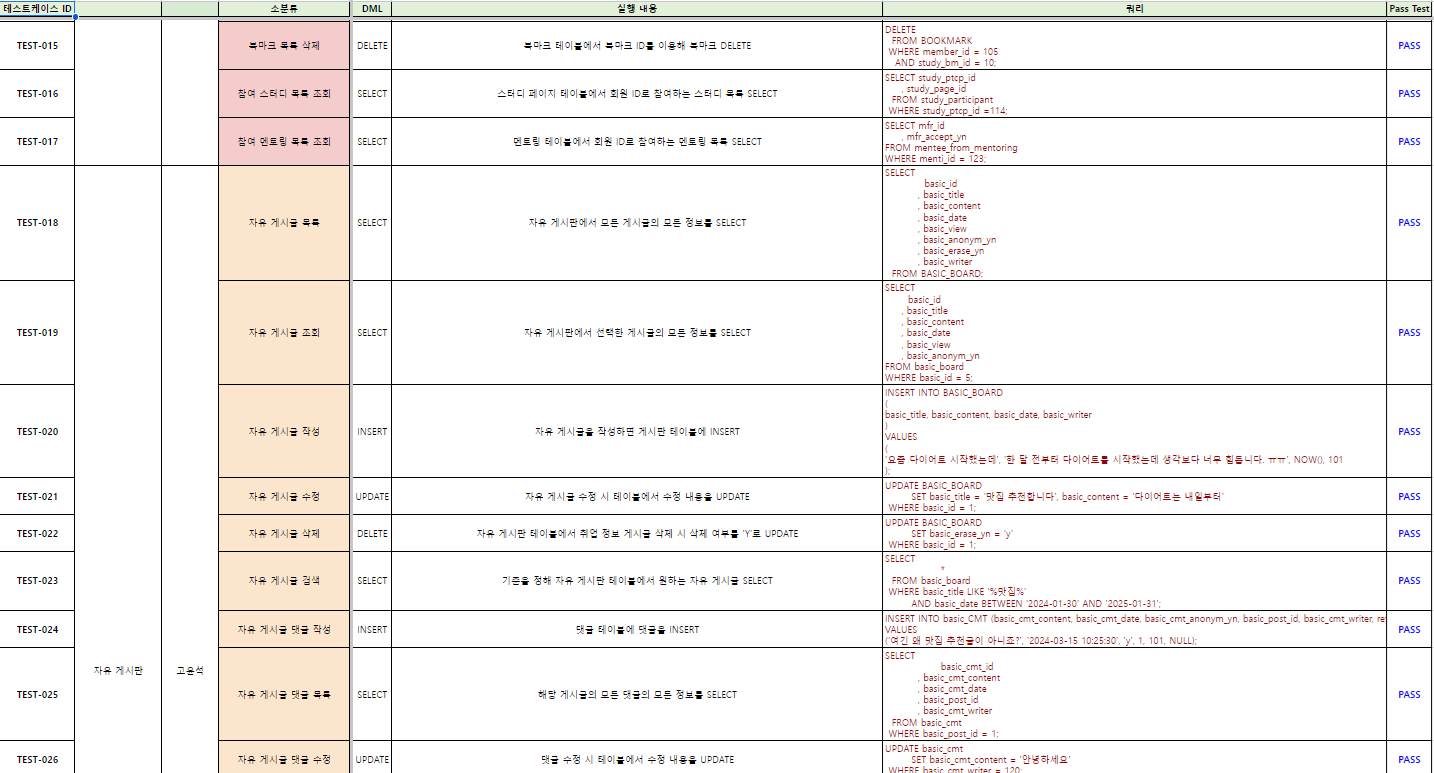 테스트케이스 ID 소분류 DML 실행 내용 쿼리 Pass Test
TEST-015 북마크 목록 삭제 DELETE 북마크 테이블에서 북마크 ID를 이용해 북마크 DELETE
DELETE
FROM BOOKMARK
WHERE member_id = 105
AND study_bm_id = 10;
PASS
TEST-016 참여 스터디 목록 조회 SELECT 스터디 페이지 테이블에서 회원 ID로 참여하는 스터디 목록 SELECT
SELECT study_ptcp_id
, study_page_id
FROM study_participant
WHERE study_ptcp_id =114;
PASS
TEST-017 참여 멘토링 목록 조회 SELECT 멘토링 테이블에서 회원 ID로 참여하는 멘토링 목록 SELECT
SELECT mfr_id
, mfr_accept_yn
FROM mentee_from_mentoring
WHERE menti_id = 123;
PASS
자유 게시판 고윤석
TEST-018 자유 게시글 목록 SELECT 자유 게시판에서 모든 게시글의 모든 정보를 SELECT
SELECT
basic_id
, basic_title
, basic_content
, basic_date
, basic_view
, basic_anonym_yn
, basic_erase_yn
, basic_writer
FROM BASIC_BOARD;
PASS
TEST-019 자유 게시글 조회 SELECT 자유 게시판에서 선택한 게시글의 모든 정보를 SELECT
SELECT
basic_id
, basic_title
, basic_content
, basic_date
, basic_view
, basic_anonym_yn
FROM basic_board
WHERE basic_id = 5;
PASS
TEST-020 자유 게시글 작성 INSERT 자유 게시글을 작성하면 게시판 테이블에 INSERT
INSERT INTO BASIC_BOARD
(
basic_title, basic_content, basic_date, basic_writer
)
VALUES
(
'요즘 다이어트 시작했는데', '한 달 전부터 다이어트를 시작했는데 생각보다 너무 힘듭니다. ㅠㅠ', NOW(), 101
);
PASS
TEST-021 자유 게시글 수정 UPDATE 자유 게시글 수정 시 테이블에서 수정 내용을 UPDATE
UPDATE BASIC_BOARD
SET basic_title = '맛집 추천합니다', basic_content = '다이어트는 내일부터'
WHERE basic_id = 1;
PASS
TEST-022 자유 게시글 삭제 DELETE 자유 게시판 테이블에서 취업 정보 게시글 삭제 시 삭제 여부를 'Y'로 UPDATE
UPDATE BASIC_BOARD
SET basic_erase_yn = 'y'
WHERE basic_id = 1;
PASS
TEST-023 자유 게시글 검색 SELECT 기준을 정해 자유 게시판 테이블에서 원하는 자유 게시글 SELECT
SELECT
*
FROM basic_board
WHERE basic_title LIKE '%맛집%'
AND basic_date BETWEEN '2024-01-30' AND '2025-01-31';
PASS
TEST-024 자유 게시글 댓글 작성 INSERT 댓글 테이블에 댓글을 INSERT
INSERT INTO basic_CMT (basic_cmt_content, basic_cmt_date, basic_cmt_anonym_yn, basic_post_id, basic_cmt_writer,
VALUES
('여긴 왜 맛집 추천글이 아니죠?', '2024-03-15 10:25:30', 'y', 1, 101, NULL);
PASS
TEST-025 자유 게시글 댓글 목록 SELECT 해당 게시글의 모든 댓글의 모든 정보를 SELECT
SELECT
basic_cmt_id
, basic_cmt_content
, basic_cmt_date
, basic_post_id
, basic_cmt_writer
FROM basic_cmt
WHERE basic_post_id = 1;
PASS
TEST-026 자유 게시글 댓글 수정 UPDATE 댓글 수정 시 테이블에서 수정 내용을 UPDATE
UPDATE basic_cmt
SET basic_cmt_content = '안녕하세요'
WHERE basic_cmt_writer = 120;
PASS